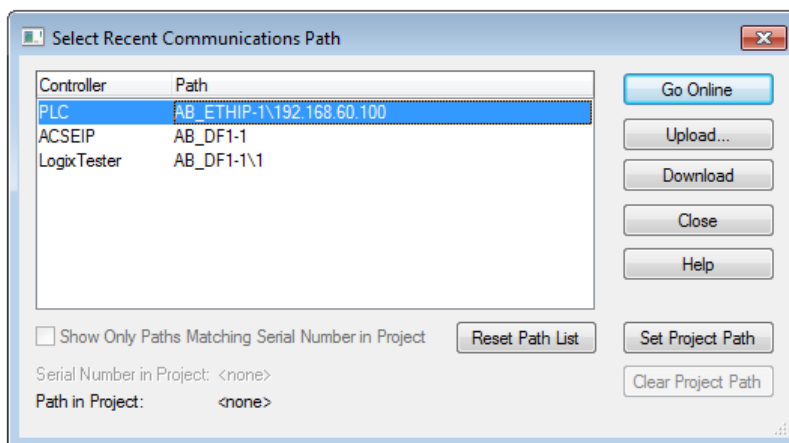 Select Recent Communications Path
Controller Path
PLC AB_ETHIP-1\192.168.60.100
ACSEIP AB_DF1-1
LogixTester AB_DF1-1\1
Go Online
Upload...
Download
Close
Help
Show Only Paths Matching Serial Number in Project
Reset Path List
Set Project Path
Serial Number in Project: <none>
Clear Project Path
Path in Project: <none>